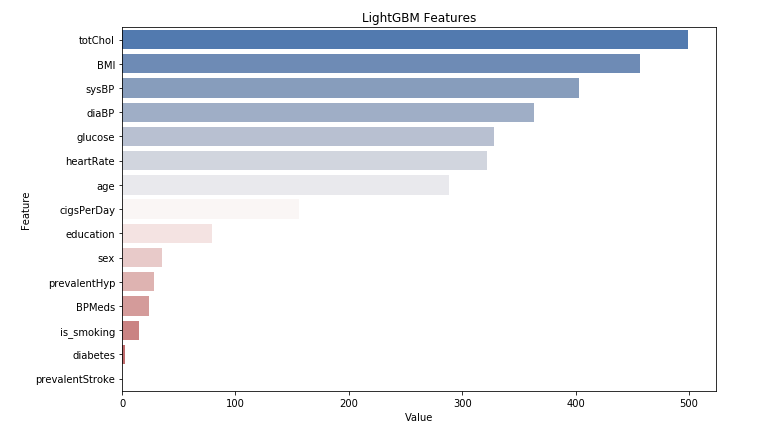 LightGBM Features
totChol
BMI
sysBP
diaBP
glucose
heartRate
age
cigsPerDay
education
sex
prevalentHyp
BPMeds
is_smoking
diabetes
prevalentStroke
Feature
0 100 200 300 400 500
Value